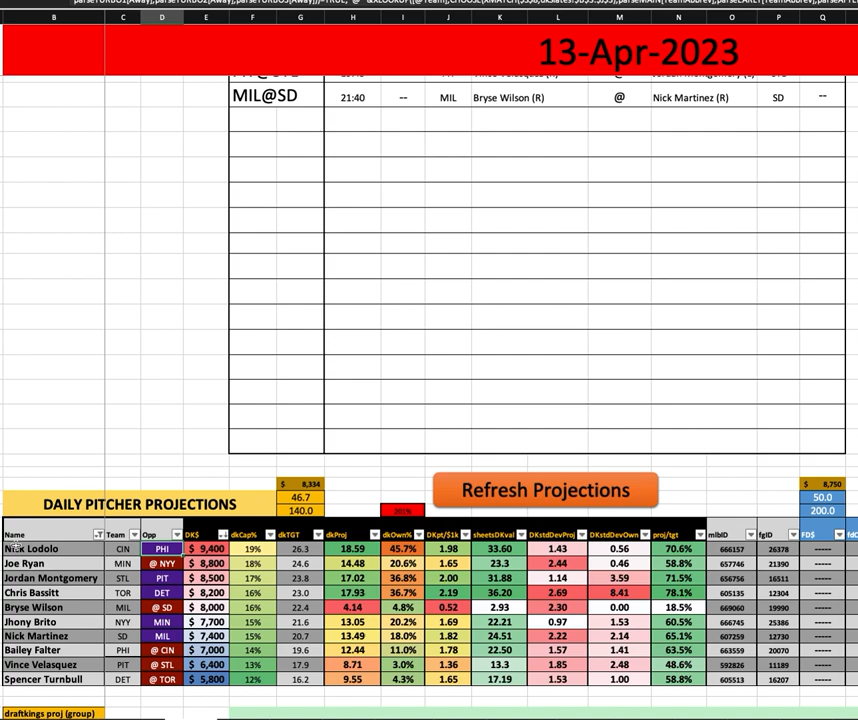 B C D E F G H I J K L M N O P Q
13-Apr-2023
MIL@SD 21:40 -- MIL Bryse Wilson (R) @ Nick Martinez (R) SD --
$ 8,334 $ 8,750
46.7 50.0
DAILY PITCHER PROJECTIONS 140.0 201% Refresh Projections 200.0
Name Team Opp DK$ dkCap% dkTGT dkProj dkOwn% DKpt/$1k sheetsDKval DKstdDevProj DKstdDevOwn proj/tgt mlbID fgID FD$
Nick Lodolo CIN PHI $ 9,400 19% 26.3 18.59 45.7% 1.98 33.60 1.43 0.56 70.6% 666157 26378 -----
Joe Ryan MIN @ NYY $ 8,800 18% 24.6 14.48 20.6% 1.65 23.3 2.44 0.46 58.8% 657746 21390 -----
Jordan Montgomery STL PIT $ 8,500 17% 23.8 17.02 36.8% 2.00 31.88 1.14 3.59 71.5% 656756 16511 -----
Chris Bassitt TOR DET $ 8,200 16% 23.0 17.93 36.7% 2.19 36.20 2.69 8.41 78.1% 605135 12304 -----
Bryse Wilson MIL @ SD $ 8,000 16% 22.4 4.14 4.8% 0.52 2.93 2.30 0.00 18.5% 669060 19990 -----
Jhony Brito NYY MIN $ 7,700 15% 21.6 13.05 20.2% 1.69 22.21 0.97 1.53 60.5% 666745 25386 -----
Nick Martinez SD MIL $ 7,400 15% 20.7 13.49 18.0% 1.82 24.51 2.22 2.14 65.1% 607259 12730 -----
Bailey Falter PHI @ CIN $ 7,000 14% 19.6 12.44 11.0% 1.78 22.50 1.57 1.41 63.5% 663559 20070 -----
Vince Velasquez PIT @ STL $ 6,400 13% 17.9 8.71 3.0% 1.36 13.3 1.85 2.48 48.6% 592826 11189 -----
Spencer Turnbull DET @ TOR $ 5,800 12% 16.2 9.55 4.3% 1.65 17.19 1.53 1.00 58.8% 605513 16207 -----
draftkings proj (group)